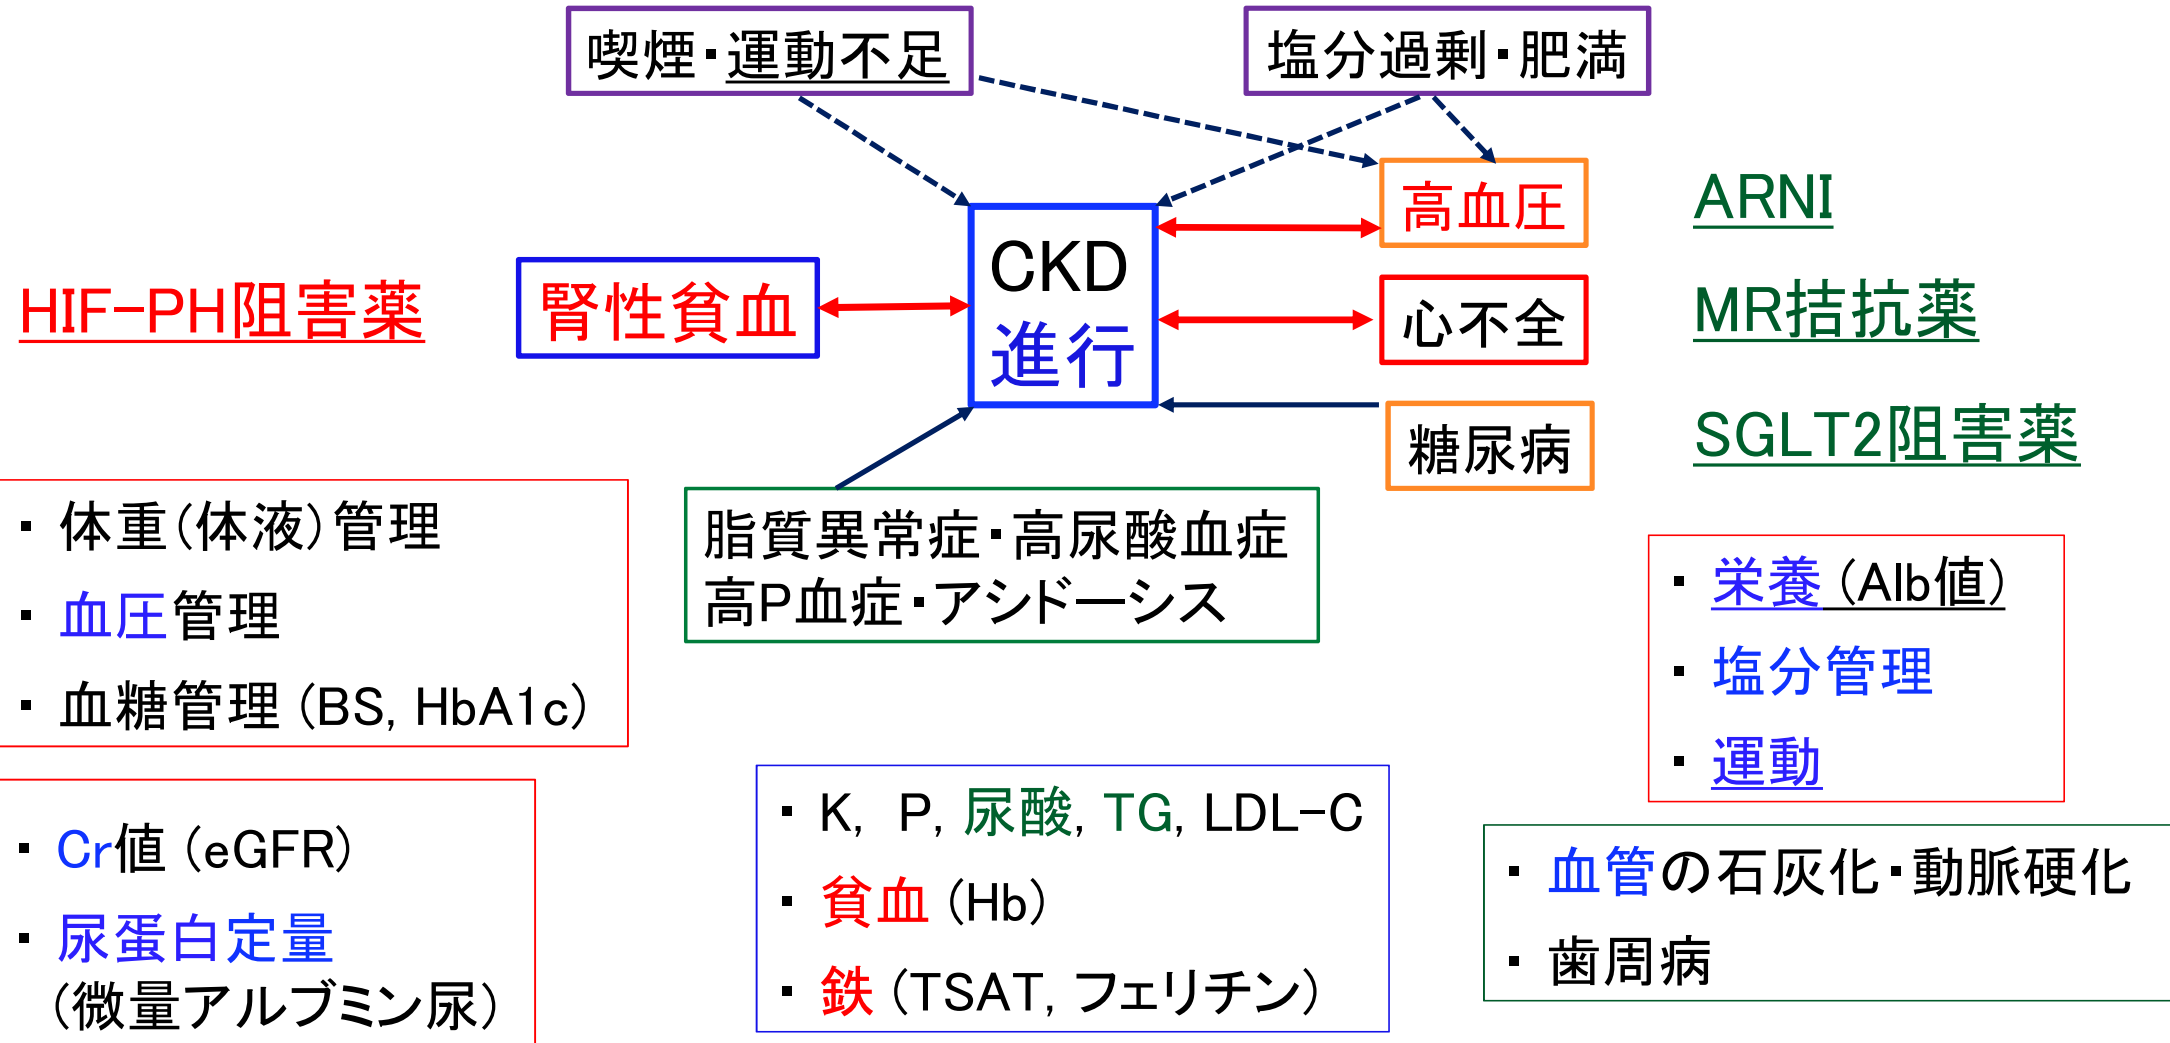 喫煙・運動不足
塩分過剰・肥満
高血圧
ARNI
CKD
進行
HIF-PH阻害薬
腎性貧血
心不全
MR拮抗薬
糖尿病
SGLT2阻害薬
・体重(体液)管理
・血圧管理
・血糖管理(BS, HbA1c)
脂質異常症・高尿酸血症
高P血症・アシドーシス
・栄養(Alb値)
・塩分管理
・運動
・Cr値(eGFR)
・尿蛋白定量
(微量アルブミン尿)
・K, P, 尿酸, TG, LDL-C
・貧血(Hb)
・鉄(TSAT, フェリチン)
・血管の石灰化・動脈硬化
・歯周病